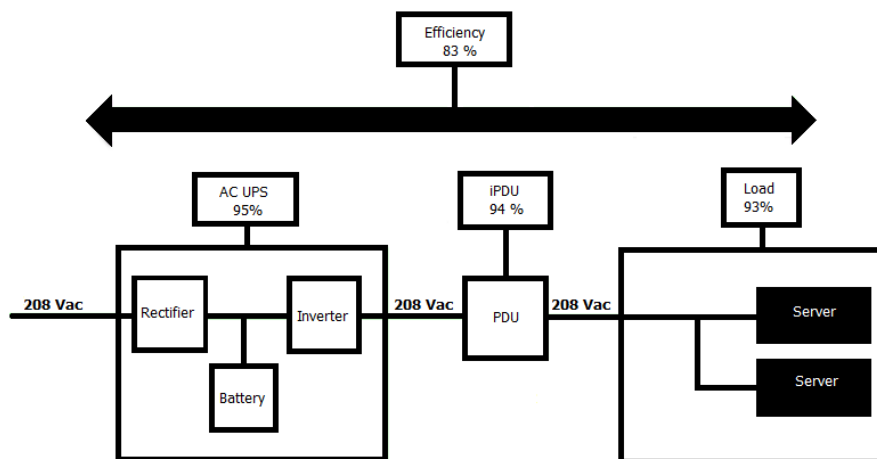 Efficiency
83 %
AC UPS
95%
iPDU
94 %
Load
93%
208 Vac
Rectifier
Inverter
208 Vac
PDU
208 Vac
Server
Battery
Server